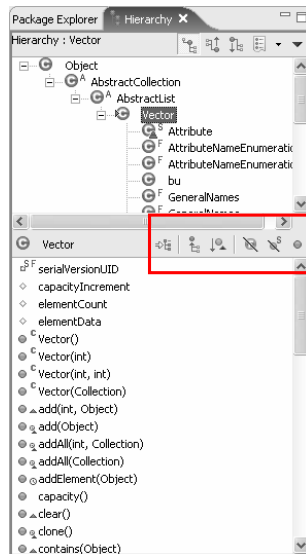 Package Explorer Hierarchy
Hierarchy : Vector
Object
A AbstractCollection
A AbstractList
Vector
S Attribute
F AttributeNameEnumeratic
F AttributeNameEnumeratic
bu
F GeneralNames
Vector
S F serialVersionUID
capacityIncrement
elementCount
elementData
C Vector()
C Vector(int)
C Vector(int, int)
C Vector(Collection)
add(int, Object)
add(Object)
addAll(int, Collection)
addAll(Collection)
addElement(Object)
capacity()
clear()
clone()
contains(Object)